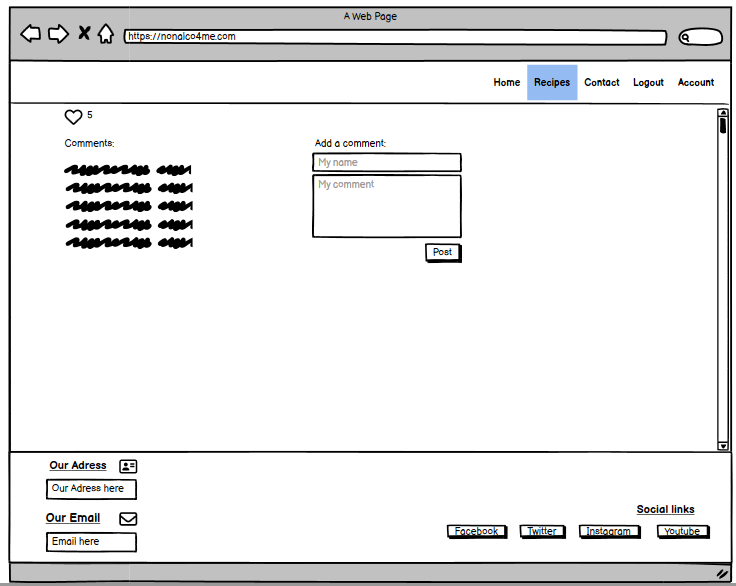 A Web Page
https://nonalco4me.com
Home Recipes Contact Logout Account
5
Comments:
Add a comment:
My name
My comment
Post
Our Adress
Our Adress here
Our Email
Email here
Social links
Facebook Twitter Instagram Youtube